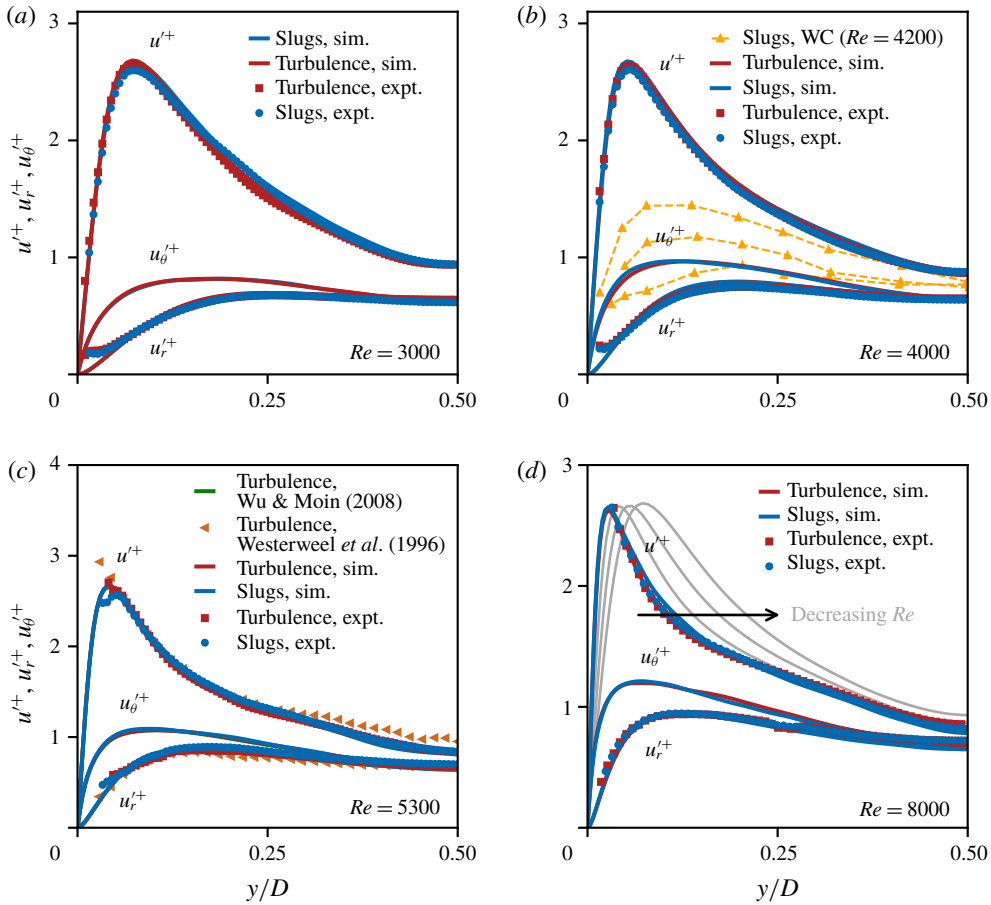 (a)
3
2
1
0
u′+, u′+r, u′+θ
u′+
Slugs, sim.
Turbulence, sim.
Turbulence, expt.
Slugs, expt.
u′+θ
u′+r
Re = 3000
0.25
0.50
(b)
3
2
1
0
u′+
Slugs, WC (Re = 4200)
Turbulence, sim.
Slugs, sim.
Turbulence, expt.
Slugs, expt.
u′+θ
u′+r
Re = 4000
0.25
0.50
(c)
4
3
2
1
0
u′+, u′+r, u′+θ
Turbulence,
Wu & Moin (2008)
Turbulence,
Westerweel et al. (1996)
Turbulence, sim.
Slugs, sim.
Turbulence, expt.
Slugs, expt.
u′+
u′+θ
u′+r
Re = 5300
0.25
0.50
y/D
(d)
3
2
1
0
Turbulence, sim.
Slugs, sim.
Turbulence, expt.
Slugs, expt.
u′+
Decreasing Re
u′+θ
u′+r
Re = 8000
0.25
0.50
y/D